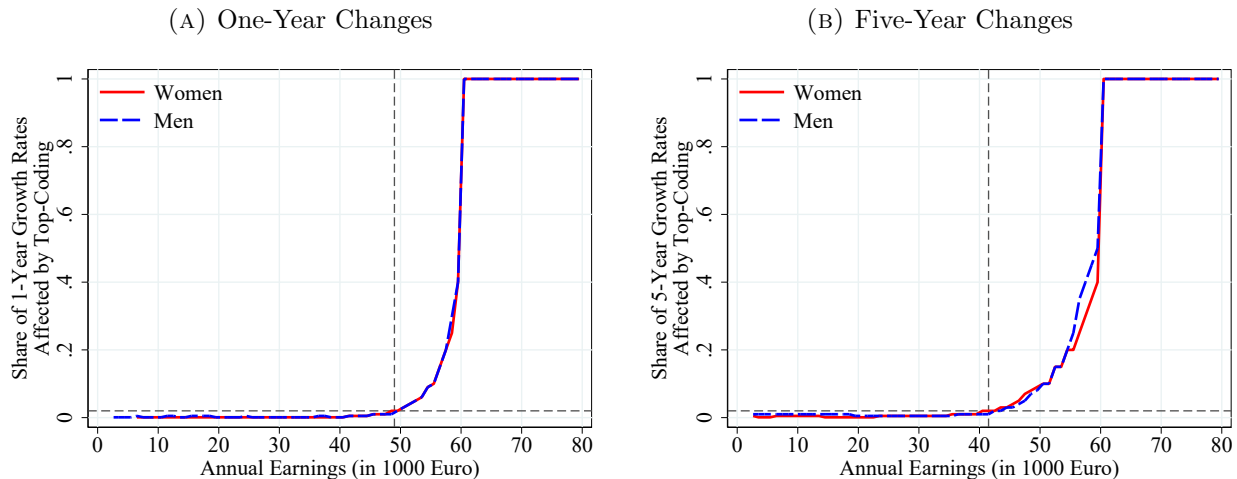 (A) One-Year Changes
Share of 1-Year Growth Rates
Affected by Top-Coding
1
.8
.6
.4
.2
0
Women
Men
0 10 20 30 40 50 60 70 80
Annual Earnings (in 1000 Euro)
(B) Five-Year Changes
Share of 5-Year Growth Rates
Affected by Top-Coding
1
.8
.6
.4
.2
0
Women
Men
0 10 20 30 40 50 60 70 80
Annual Earnings (in 1000 Euro)